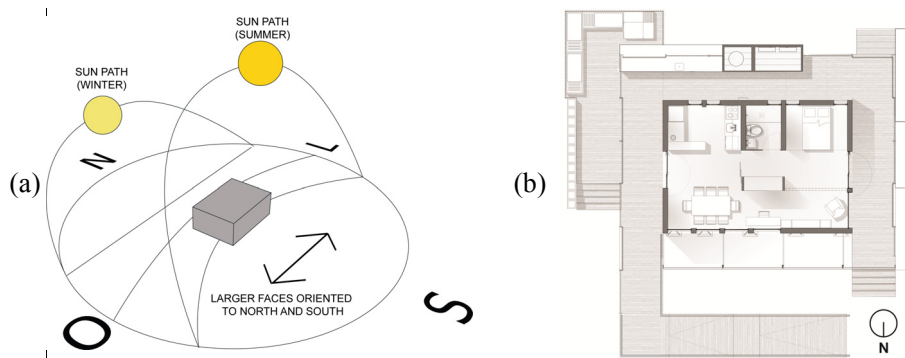 (a)
SUN PATH
(SUMMER)
SUN PATH
(WINTER)
N
L
LARGER FACES ORIENTED
TO NORTH AND SOUTH
O
S
(b)
N